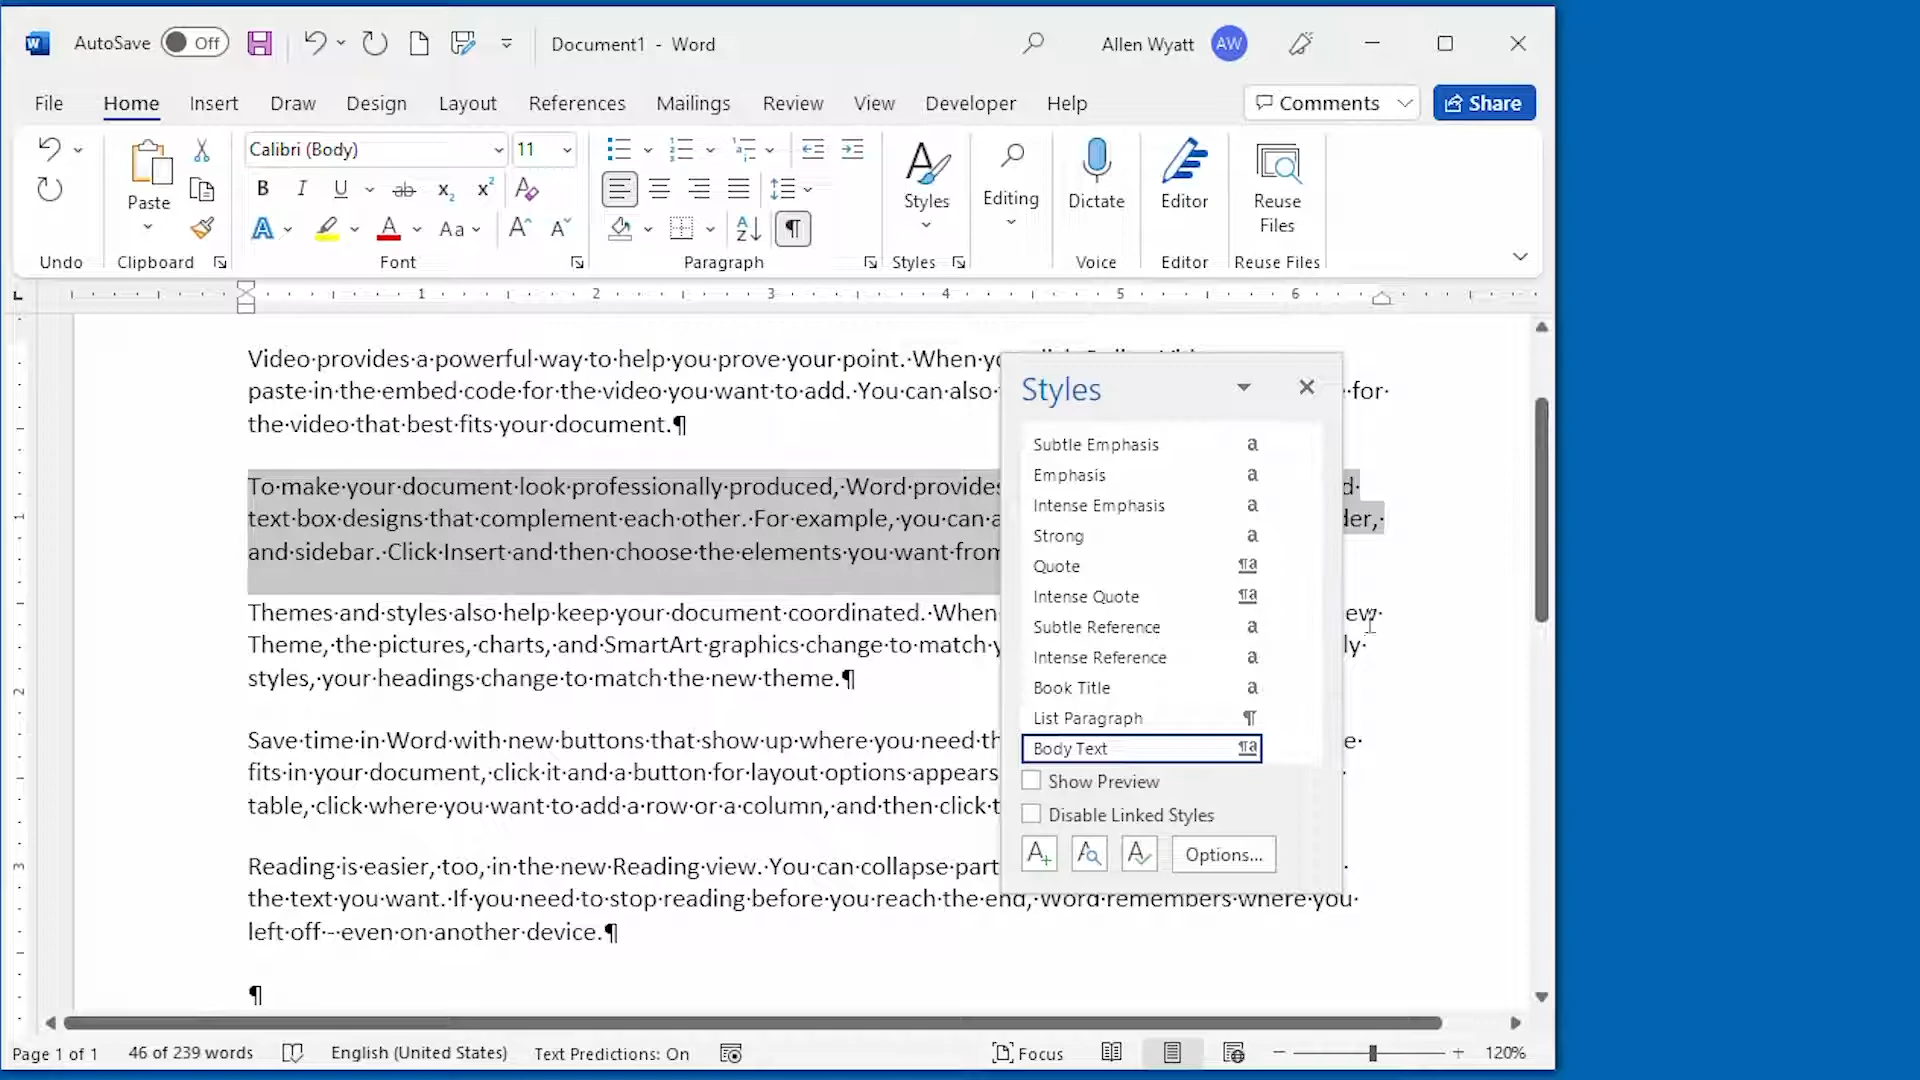 AutoSave Off Document1 - Word Allen Wyatt AW
File Home Insert Draw Design Layout References Mailings Review View Developer Help Comments Share
Calibri (Body) 11
Paste Styles Editing Dictate Editor Reuse Files
Undo Clipboard Font Paragraph Styles Voice Editor Reuse Files
1 2 3 4 5 6
Video·provides·a·powerful·way·to·help·you·prove·your·point.·When·
paste·in·the·embed·code·for·the·video·you·want·to·add.·You·can·also· for·
the·video·that·best·fits·your·document.¶
To·make·your·document·look·professionally·produced,·Word·provides
text·box·designs·that·complement·each·other.·For·example,·you·can·
and·sidebar.·Click·Insert·and·then·choose·the·elements·you·want·from
Themes·and·styles·also·help·keep·your·document·coordinated.·When
Theme,·the·pictures,·charts,·and·SmartArt·graphics·change·to·match·
styles,·your·headings·change·to·match·the·new·theme.¶
Save·time·in·Word·with·new·buttons·that·show·up·where·you·need·
fits·in·your·document,·click·it·and·a·button·for·layout·options·appears
table,·click·where·you·want·to·add·a·row·or·a·column,·and·then·click·
Reading·is·easier,·too,·in·the·new·Reading·view.·You·can·collapse·
the·text·you·want.·If·you·need·to·stop·reading·before·you·reach·the·end,·Word·remembers·where·you·
left·off·--·even·on·another·device.¶
¶
Styles
Subtle Emphasis a
Emphasis a
Intense Emphasis a
Strong a
Quote ¶a
Intense Quote ¶a
Subtle Reference a
Intense Reference a
Book Title a
List Paragraph ¶
Body Text ¶a
Show Preview
Disable Linked Styles
Options...
Page 1 of 1 46 of 239 words English (United States) Text Predictions: On Focus 120%